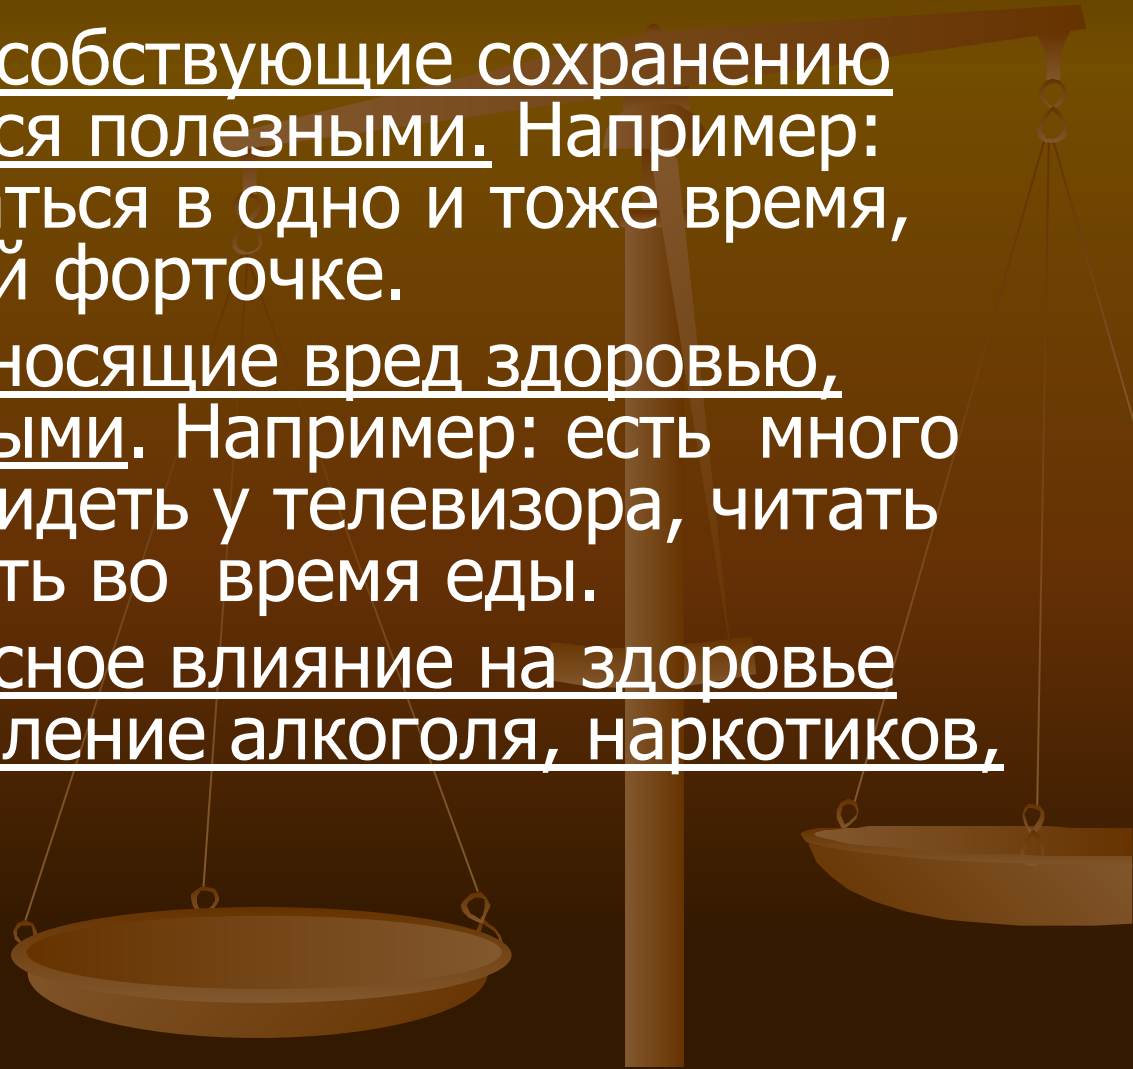 собствующие сохранению
ся полезными. Например:
ться в одно и тоже время,
й форточке.
носящие вред здоровью,
ыми. Например: есть много
идеть у телевизора, читать
ть во время еды.
сное влияние на здоровье
ление алкоголя, наркотиков,